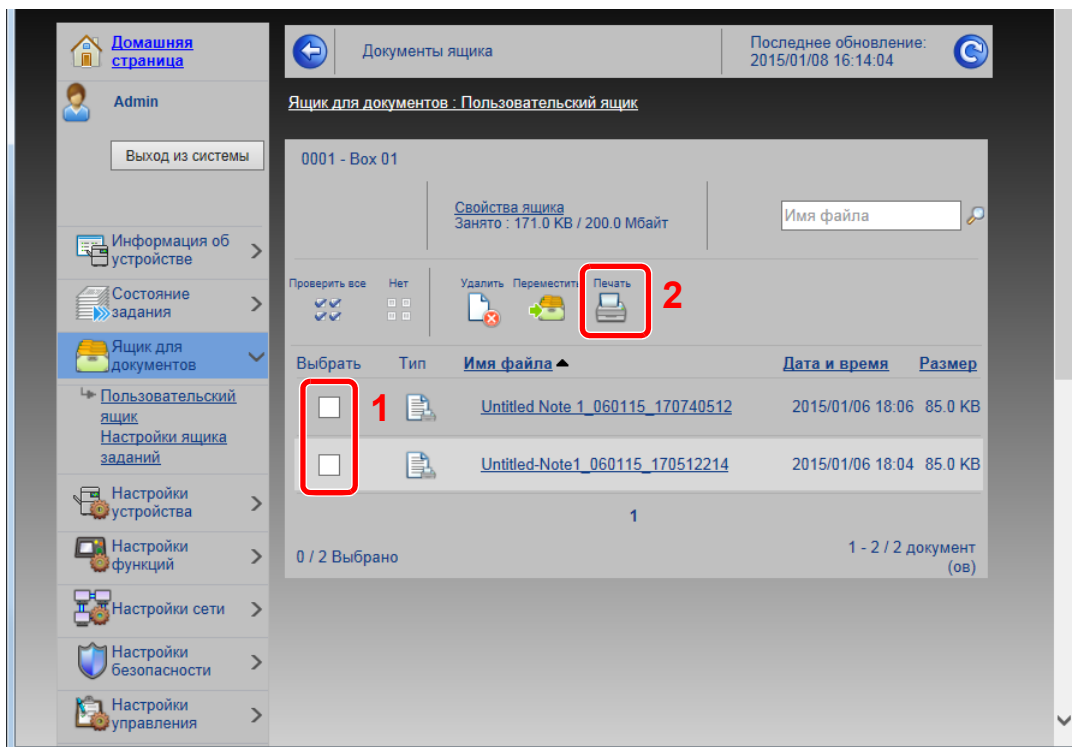 Домашняя
страница
Admin
Выход из системы
Информация об
устройстве
Состояние
задания
Ящик для
документов
Пользовательский
ящик
Настройки ящика
заданий
Настройки
устройства
Настройки
функций
Настройки сети
Настройки
безопасности
Настройки
управления
Документы ящика
Последнее обновление:
2015/01/08 16:14:04
Ящик для документов : Пользовательский ящик
0001 - Box 01
Свойства ящика
Занято : 171.0 KB / 200.0 Мбайт
Имя файла
Проверить все Нет Удалить Переместить Печать
2
Выбрать Тип Имя файла Дата и время Размер
1 Untitled Note 1_060115_170740512 2015/01/06 18:06 85.0 KB
Untitled-Note1_060115_170512214 2015/01/06 18:04 85.0 KB
1
0 / 2 Выбрано
1 - 2 / 2 документ
(ов)